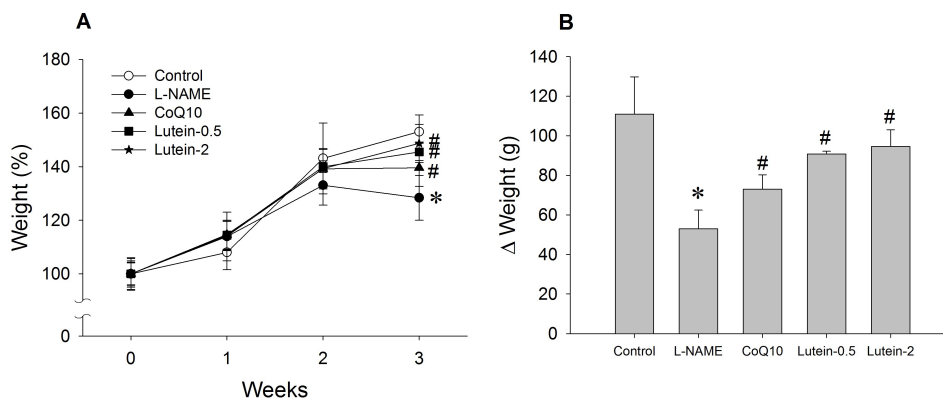 A
180
160
140
120
100
0
Weight (%)
Control
L-NAME
CoQ10
Lutein-0.5
Lutein-2
#
#
#
*
0 1 2 3
Weeks
B
140
120
100
80
60
40
20
0
Δ Weight (g)
* # # #
Control L-NAME CoQ10 Lutein-0.5 Lutein-2